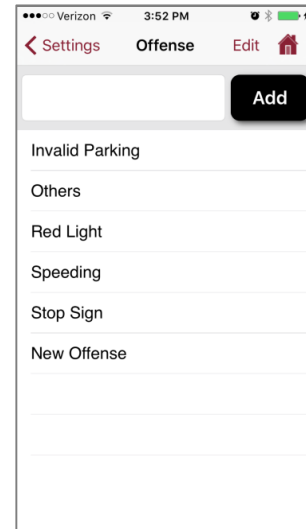 Verizon 3:52 PM
Settings Offense Edit
Add
Invalid Parking
Others
Red Light
Speeding
Stop Sign
New Offense